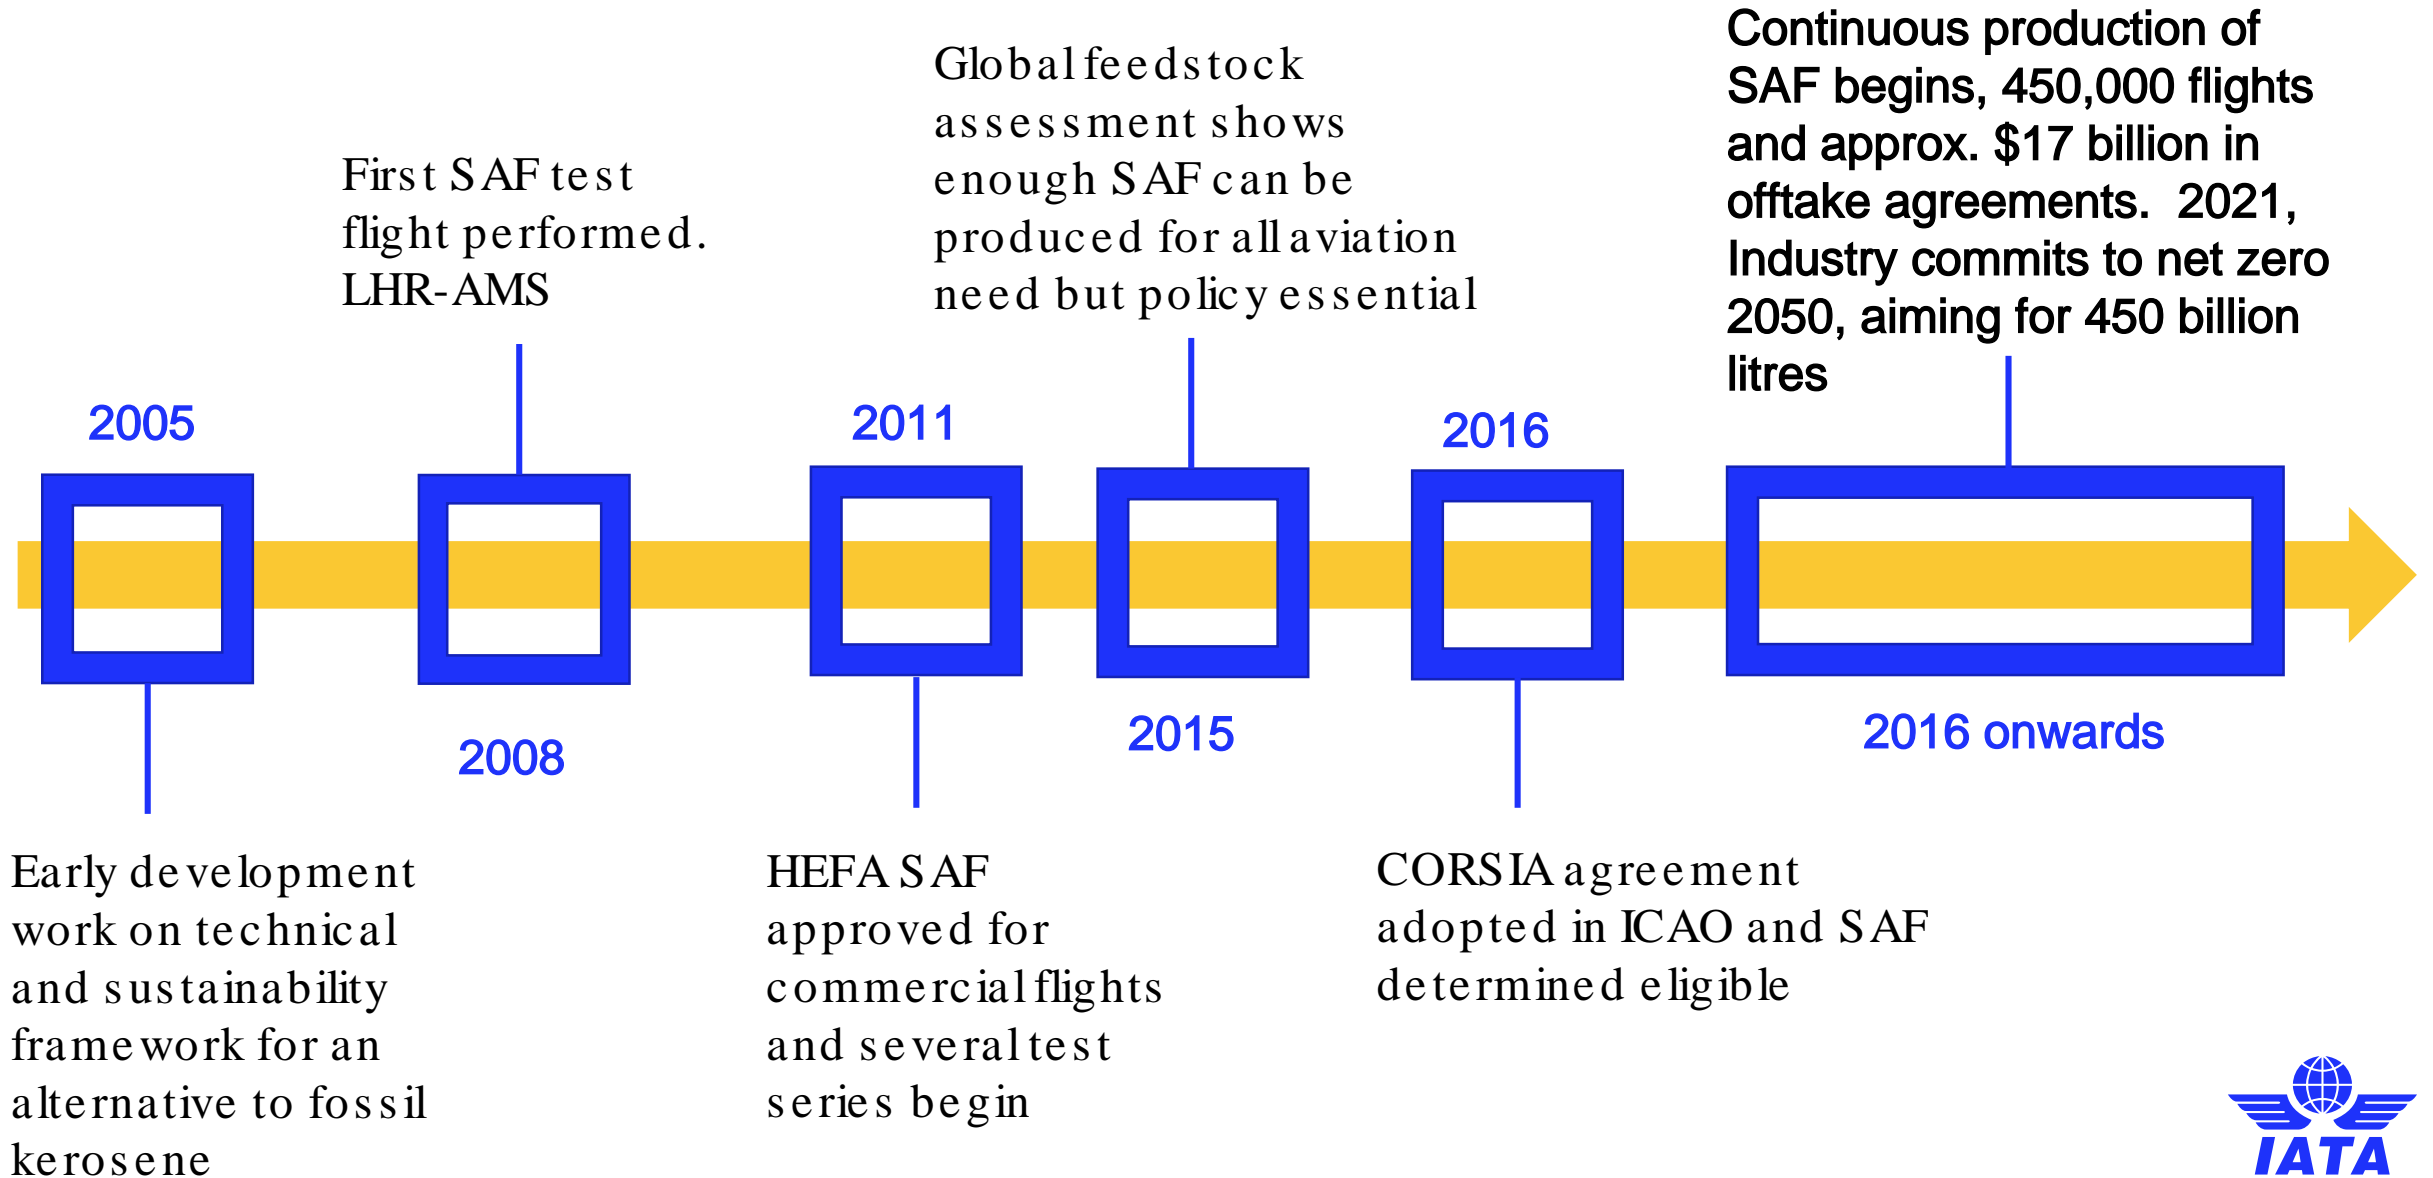 2005
Early development
work on technical
and sustainability
framework for an
alternative to fossil
kerosene
First SAF test
flight performed.
LHR-AMS
2008
2011
HEFA SAF
approved for
commercial flights
and several test
series begin
Global feedstock
assessment shows
enough SAF can be
produced for all aviation
need but policy essential
2015
2016
CORSIA agreement
adopted in ICAO and SAF
determined eligible
Continuous production of
SAF begins, 450,000 flights
and approx. $17 billion in
offtake agreements.  2021,
Industry commits to net zero
2050, aiming for 450 billion
litres
2016 onwards
IATA